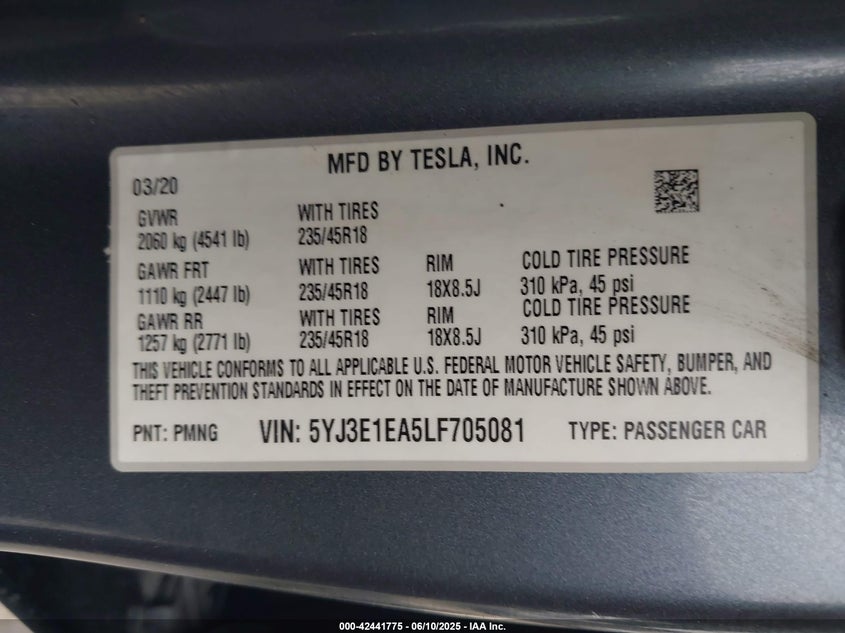 MFD BY TESLA, INC.
03/20
GVWR WITH TIRES
2060 kg (4541 lb) 235/45R18
GAWR FRT WITH TIRES RIM COLD TIRE PRESSURE
1110 kg (2447 lb) 235/45R18 18X8.5J 310 kPa, 45 psi
GAWR RR WITH TIRES RIM COLD TIRE PRESSURE
1257 kg (2771 lb) 235/45R18 18X8.5J 310 kPa, 45 psi
THIS VEHICLE CONFORMS TO ALL APPLICABLE U.S. FEDERAL MOTOR VEHICLE SAFETY, BUMPER, AND
THEFT PREVENTION STANDARDS IN EFFECT ON THE DATE OF MANUFACTURE SHOWN ABOVE.
PNT: PMNG VIN: 5YJ3E1EA5LF705081 TYPE: PASSENGER CAR
000-42441775 - 06/10/2025 - IAA Inc.